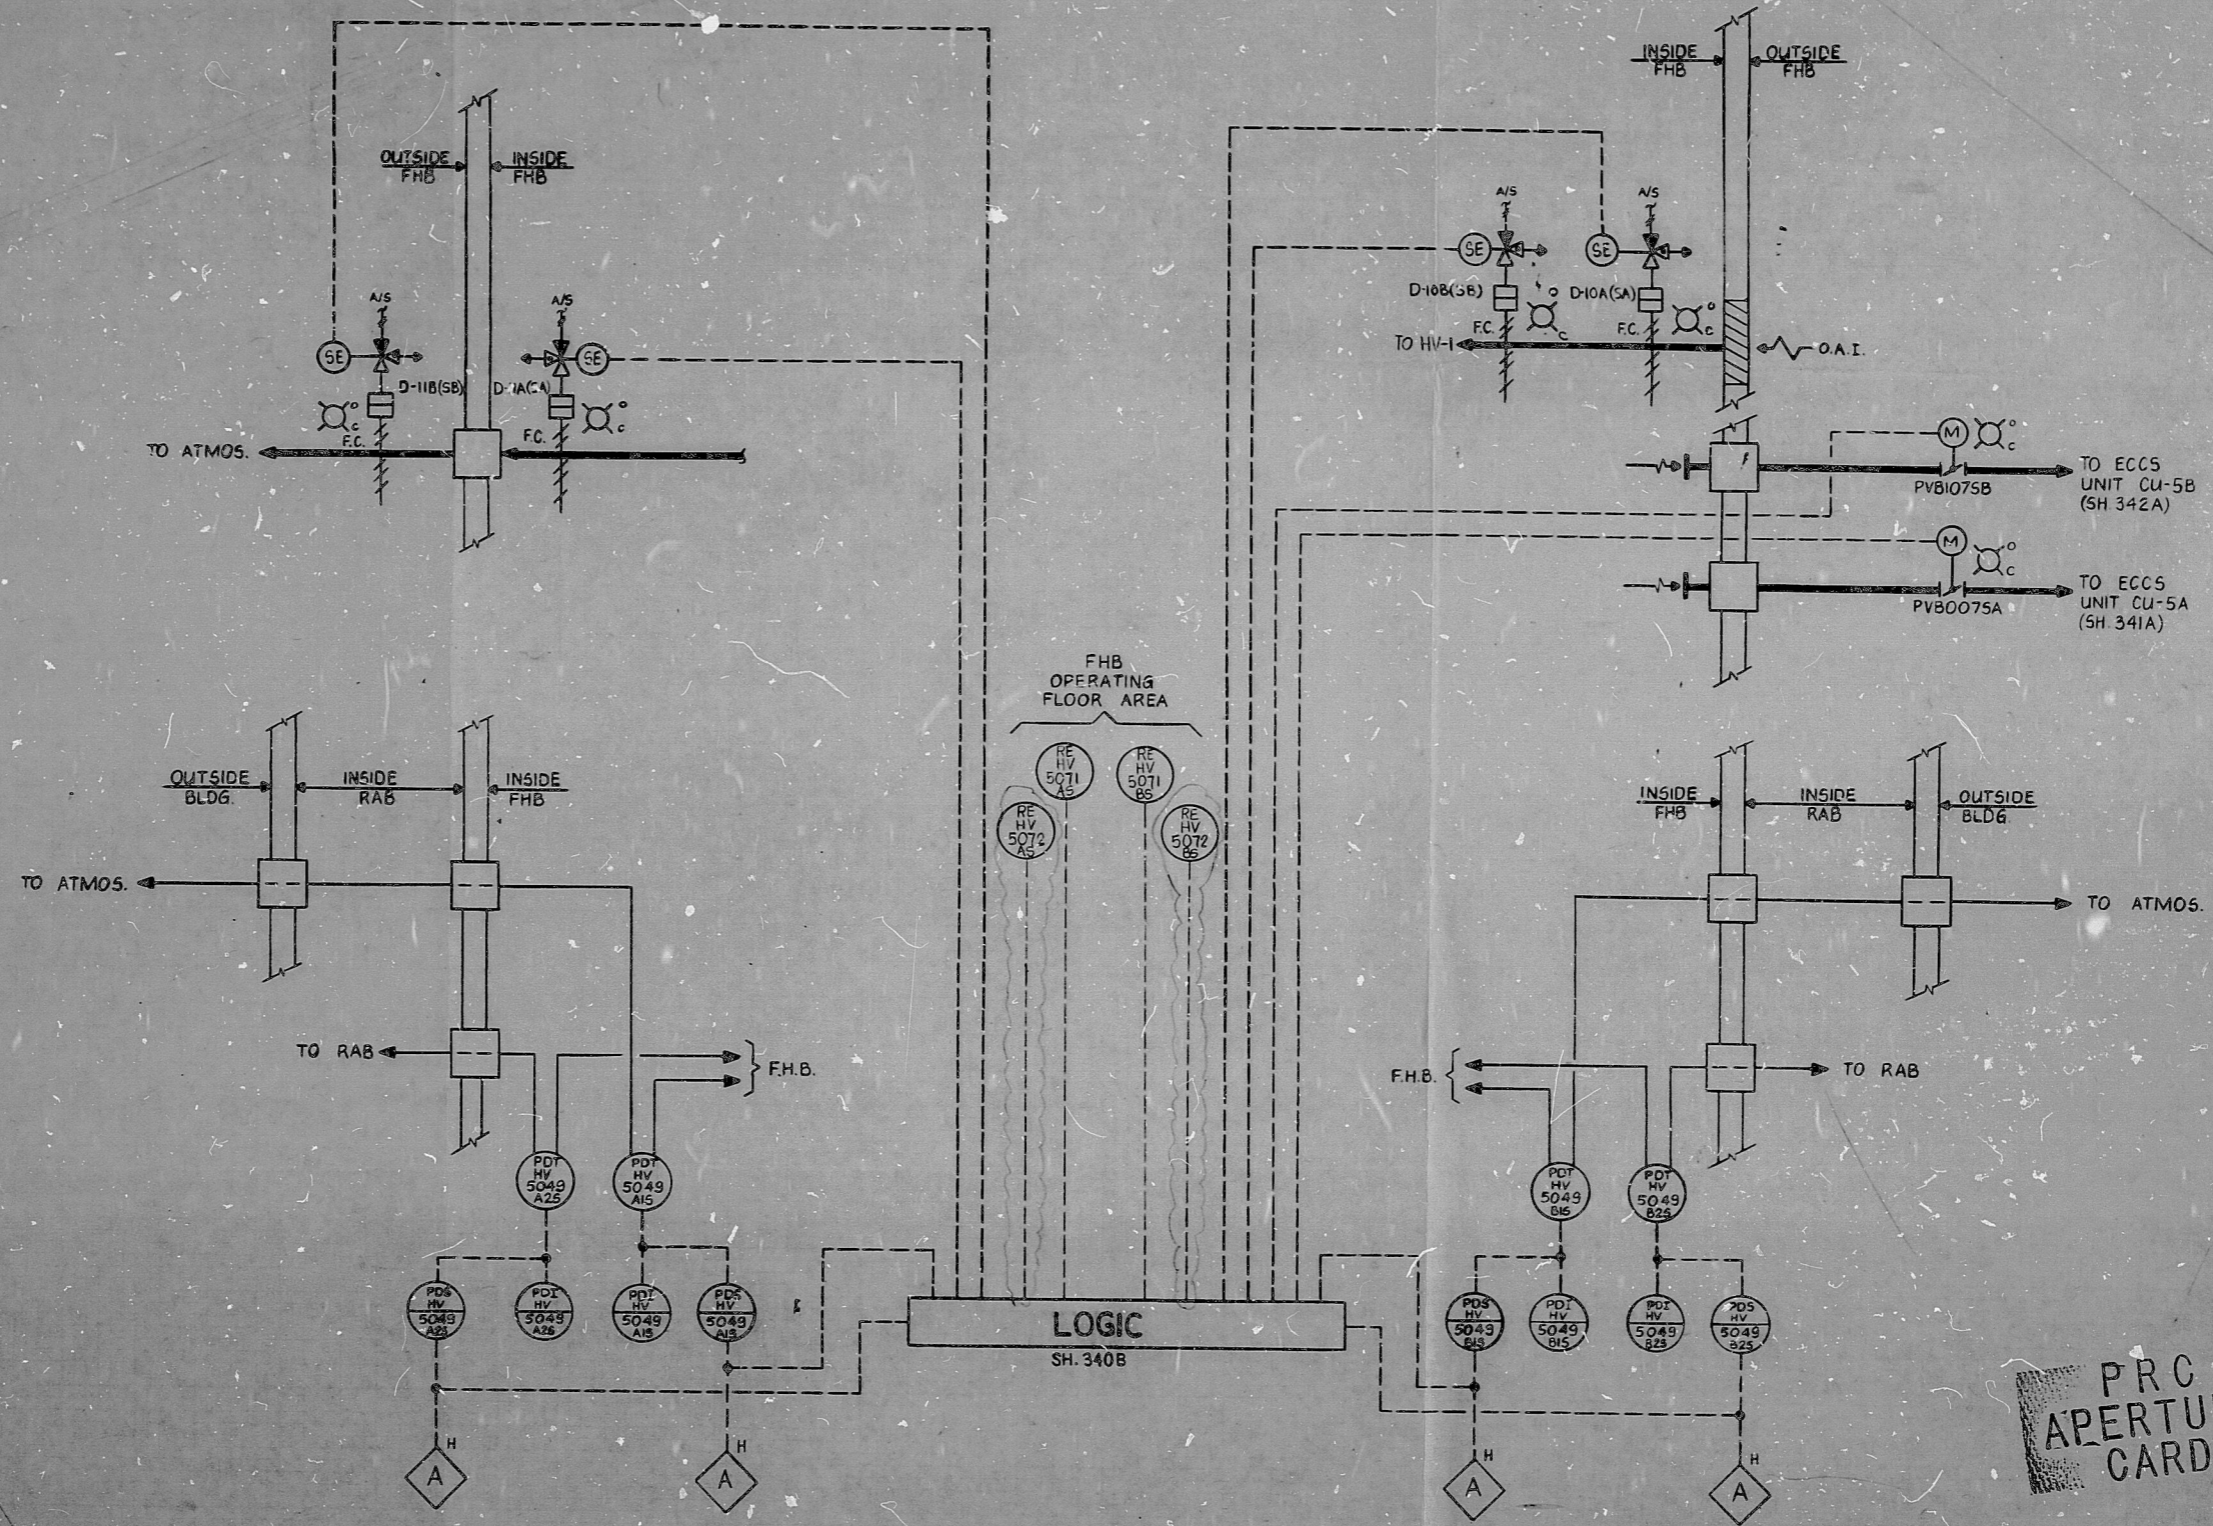 INSIDE
FHB
OUTSIDE
FHB
OUTSIDE
FHB
INSIDE
FHB
A/S
A/S
SE
SE
D-10B(SB)
D-10A(SA)
O
C
O
C
F.C.
F.C.
TO HV-1
O.A.I.
A/S
A/S
SE
SE
D-11B(SB)
O
C
O
C
F.C.
F.C.
TO ATMOS.
M
O
C
PVB107SB
TO ECCS
UNIT CU-5B
(SH. 342A)
M
O
C
PVB007SA
TO ECCS
UNIT CU-5A
(SH. 341A)
FHB
OPERATING
FLOOR AREA
RE
HV
5071
AS
RE
HV
5071
BS
RE
HV
5072
AS
RE
HV
5072
BS
OUTSIDE
BLDG.
INSIDE
RAB
INSIDE
FHB
INSIDE
FHB
INSIDE
RAB
OUTSIDE
BLDG.
TO ATMOS.
TO ATMOS.
TO RAB
F.H.B.
F.H.B.
TO RAB
PDT
HV
5049
A2S
PDT
HV
5049
A1S
PDT
HV
5049
B1S
PDT
HV
5049
B2S
PDS
HV
5049
A2S
PDI
HV
5049
A2S
PDI
HV
5049
A1S
PDS
HV
5049
A1S
LOGIC
SH. 340B
PDS
HV
5049
B1S
PDI
HV
5049
B1S
PDI
HV
5049
B2S
PDS
HV
5049
B2S
H
A
H
A
H
A
H
A
PRC
CARD